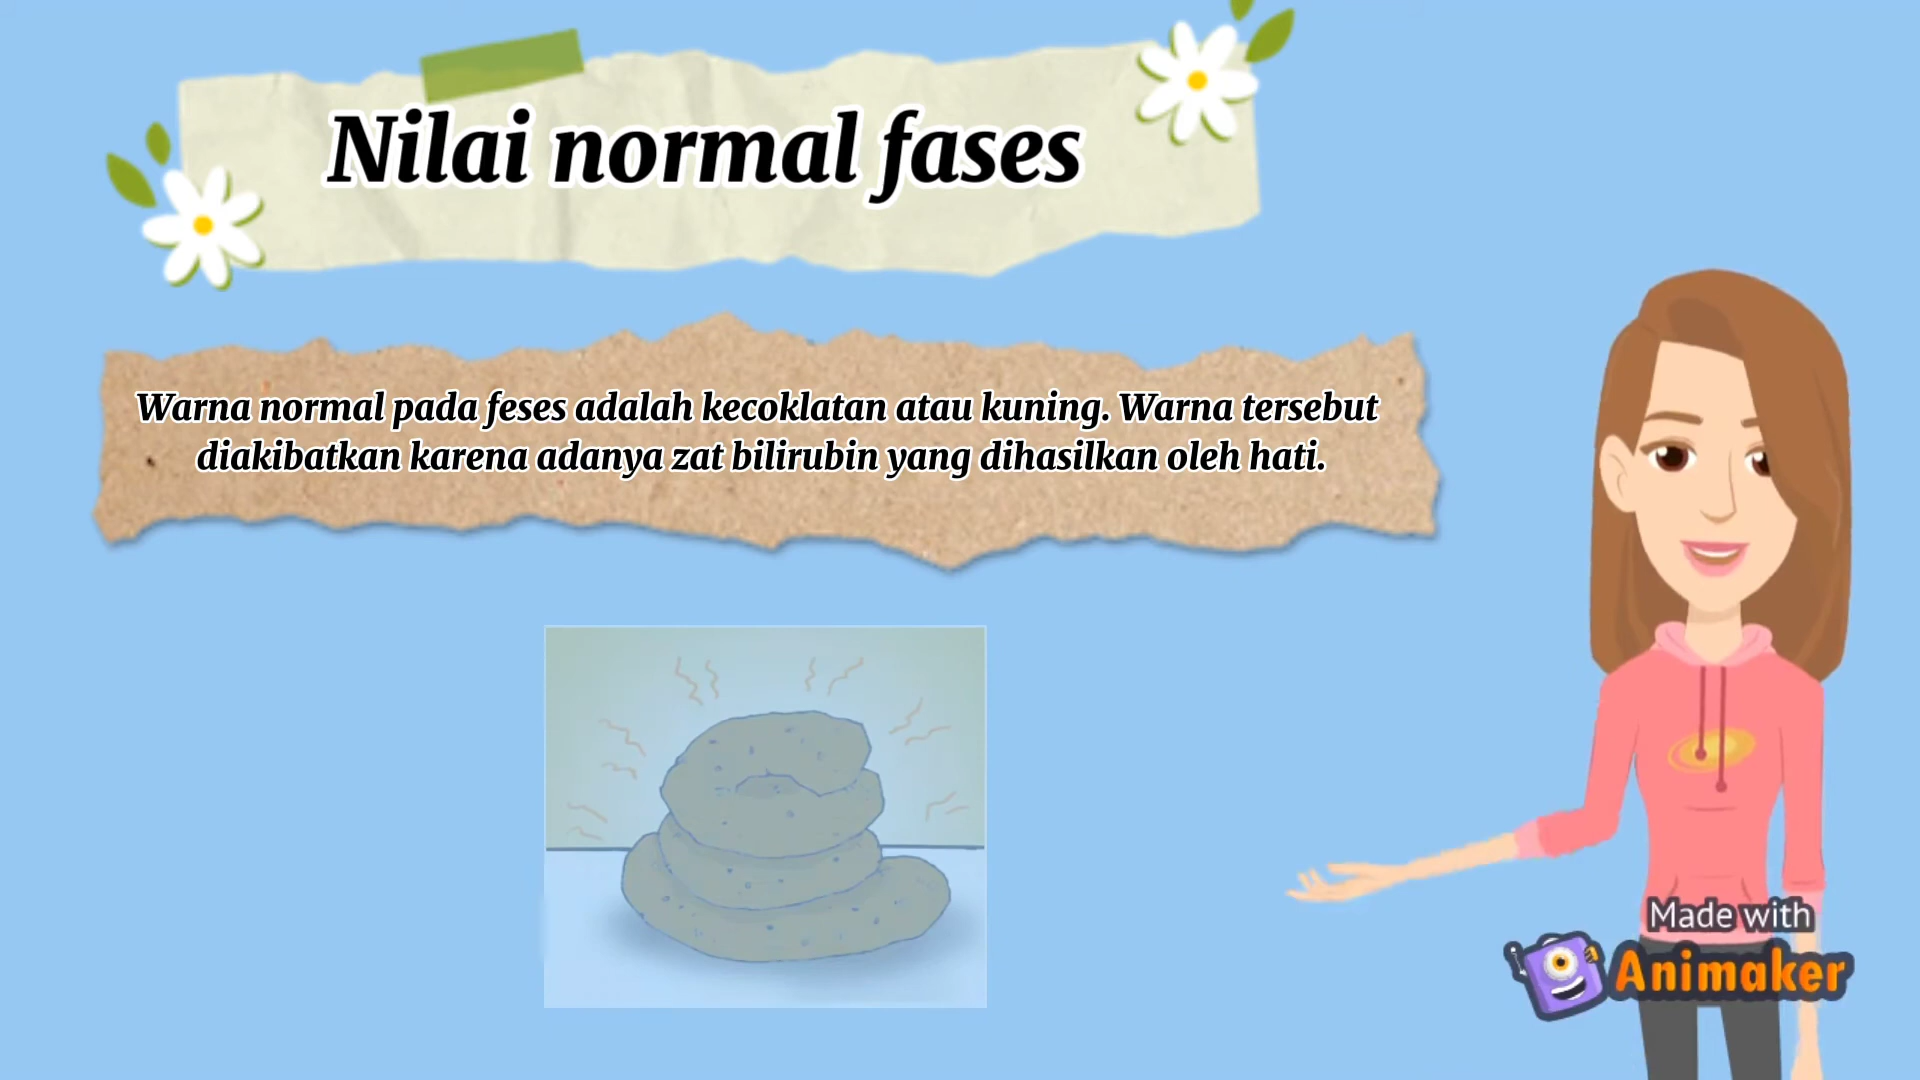 Nilai normal fases
Warna normal pada feses adalah kecoklatan atau kuning. Warna tersebut
diakibatkan karena adanya zat bilirubin yang dihasilkan oleh hati.
Made with
Animaker